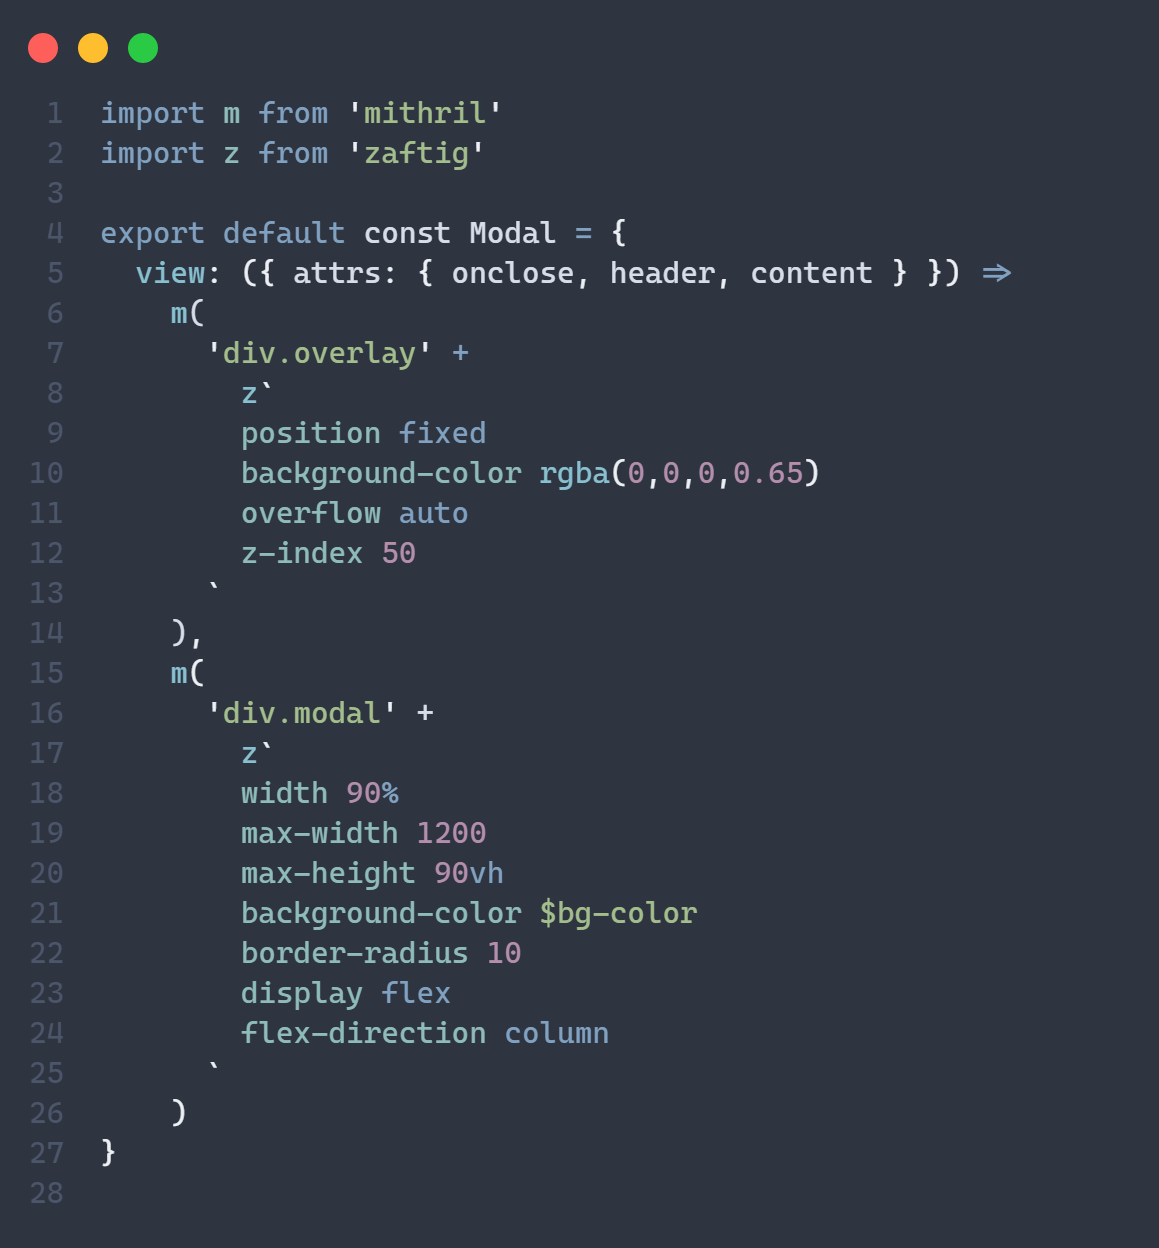 1 import m from 'mithril'
2 import z from 'zaftig'
3
4 export default const Modal = {
5   view: ({ attrs: { onclose, header, content } }) =>
6     m(
7       'div.overlay' +
8         z`
9         position fixed
10         background-color rgba(0,0,0,0.65)
11         overflow auto
12         z-index 50
13       `
14     ),
15     m(
16       'div.modal' +
17         z`
18         width 90%
19         max-width 1200
20         max-height 90vh
21         background-color $bg-color
22         border-radius 10
23         display flex
24         flex-direction column
25       `
26     )
27 }
28